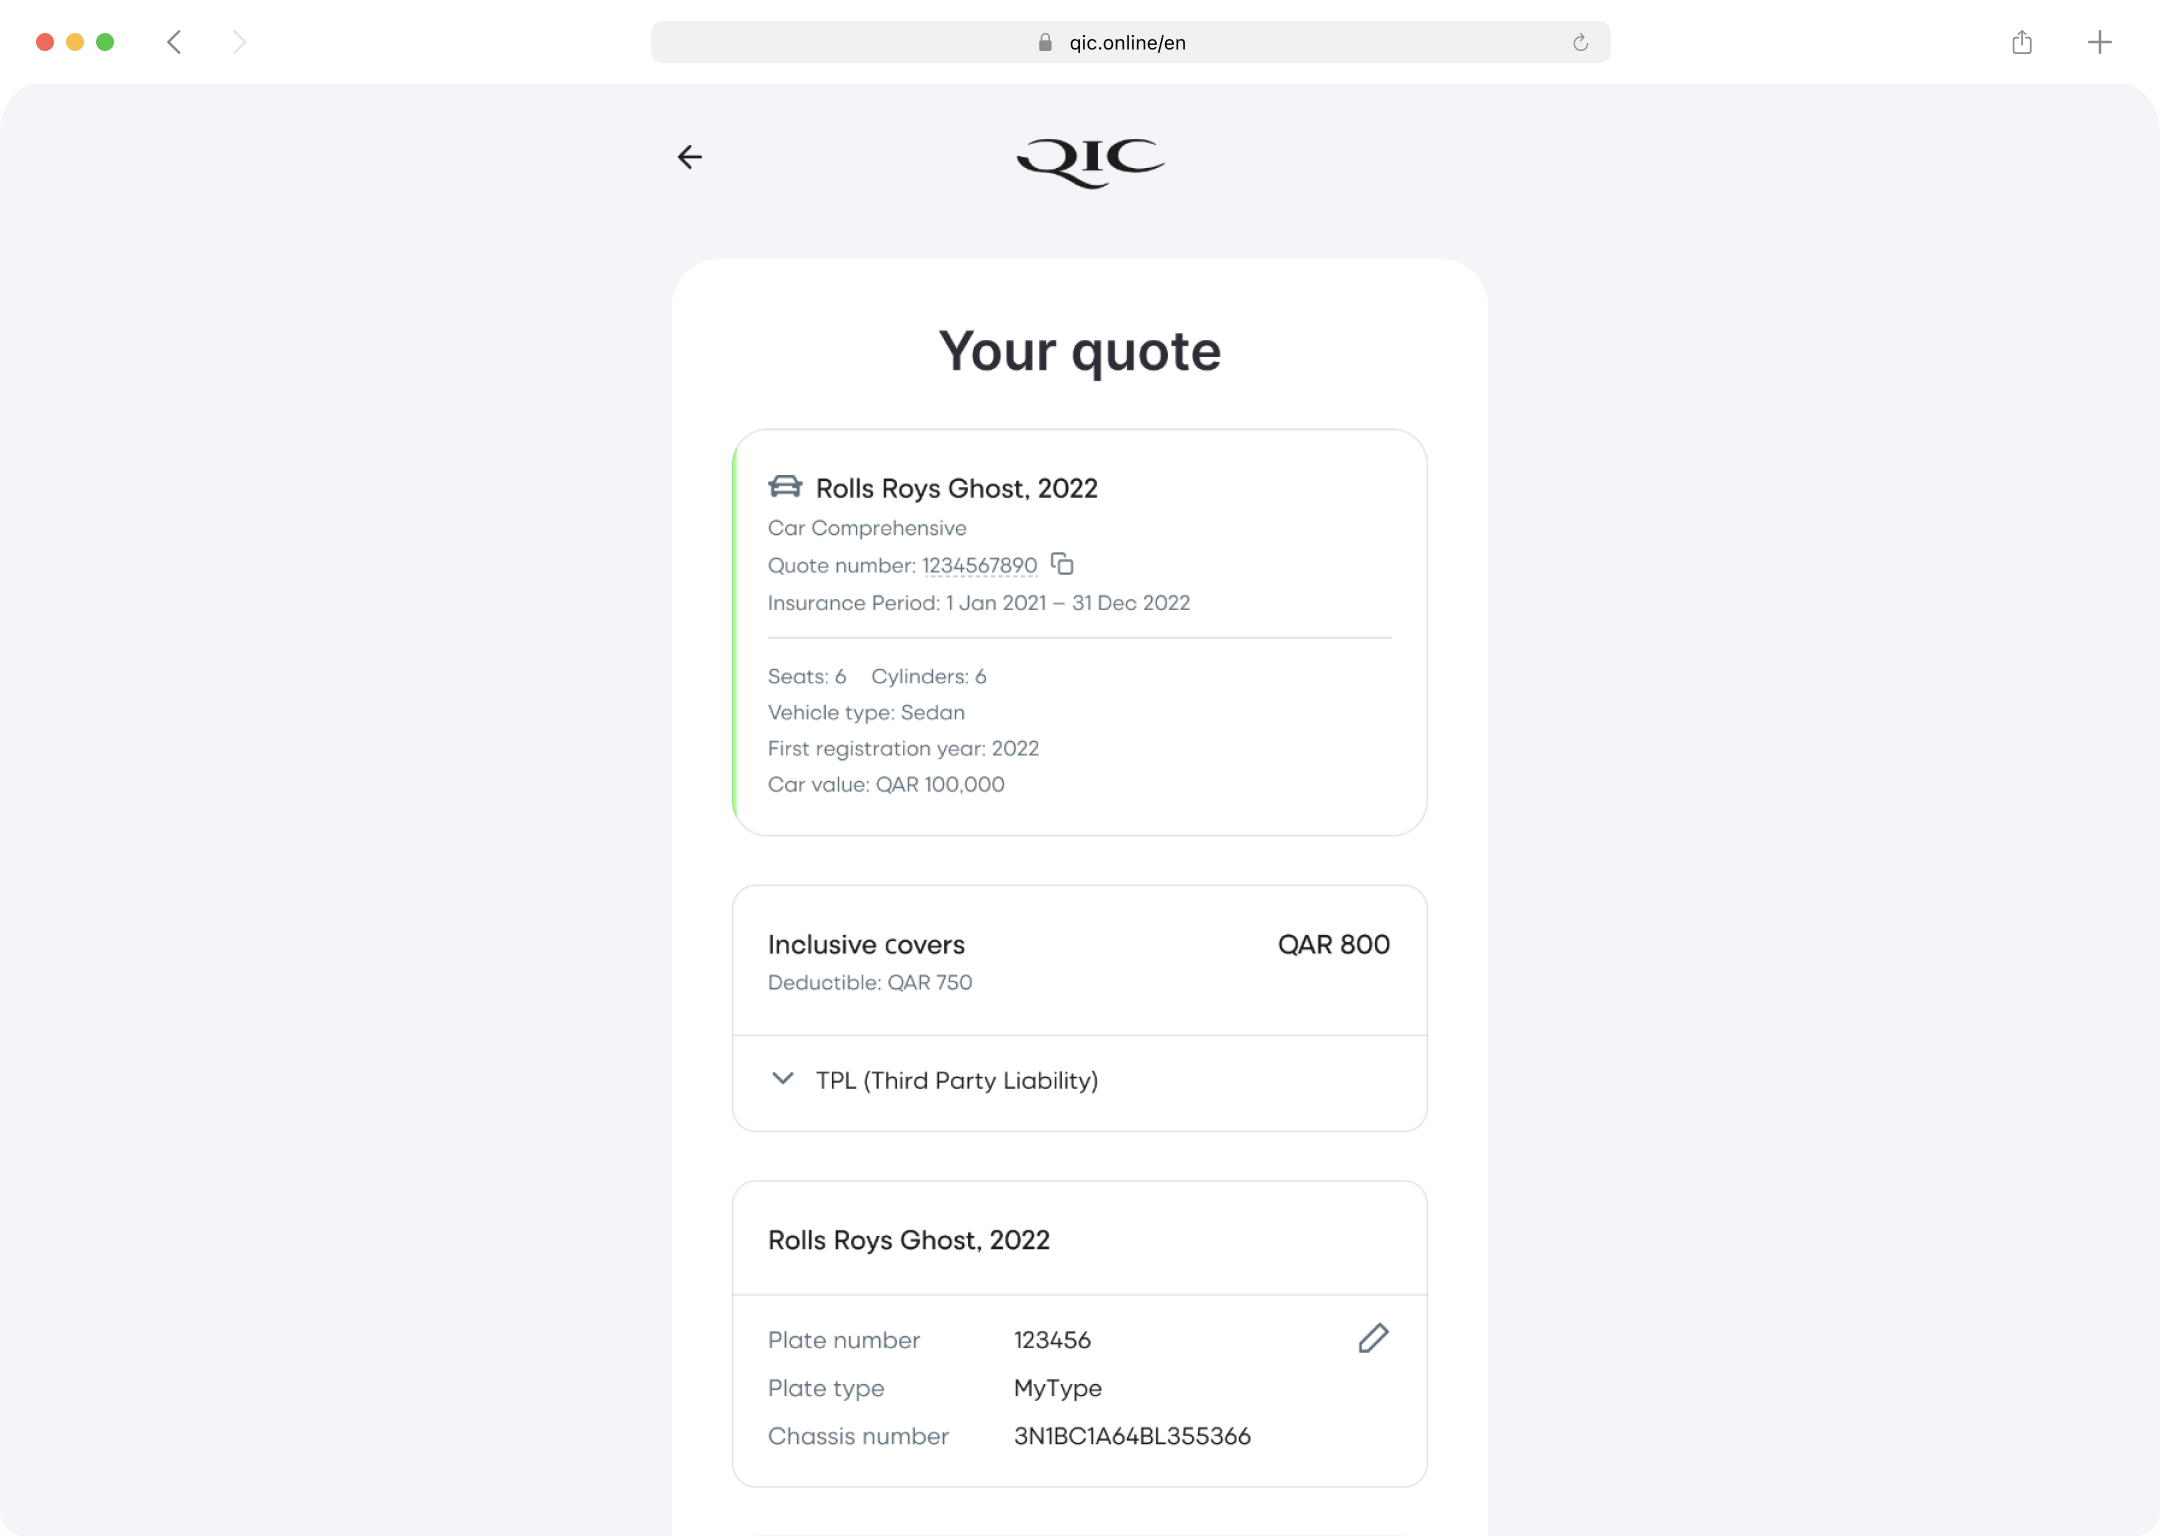 qic.online/en
QIC
Your quote
Rolls Roys Ghost, 2022
Car Comprehensive
Quote number: 1234567890
Insurance Period: 1 Jan 2021 – 31 Dec 2022
Seats: 6 Cylinders: 6
Vehicle type: Sedan
First registration year: 2022
Car value: QAR 100,000
Inclusive covers QAR 800
Deductible: QAR 750
TPL (Third Party Liability)
Rolls Roys Ghost, 2022
Plate number 123456
Plate type MyType
Chassis number 3N1BC1A64BL355366